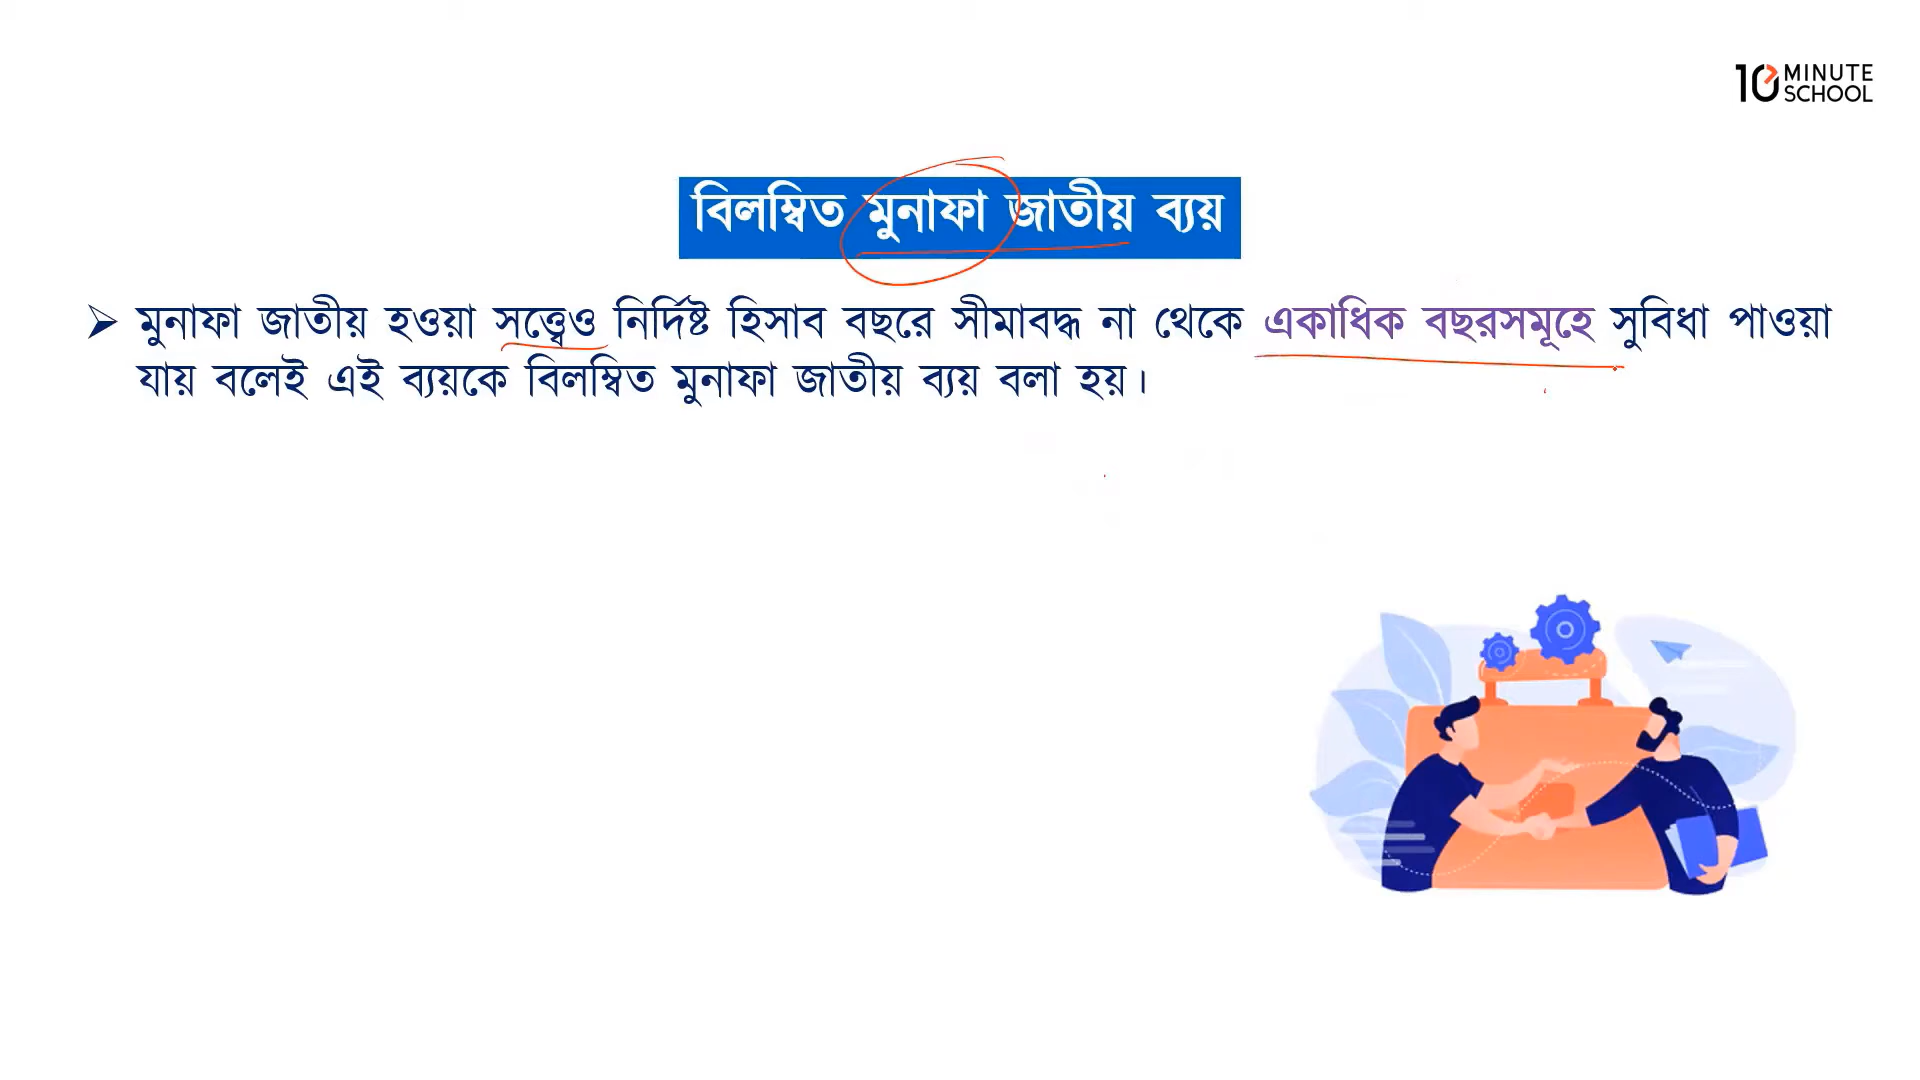 10 MINUTE
SCHOOL
বিলম্বিত মুনাফা জাতীয় ব্যয়
➢ মুনাফা জাতীয় হওয়া সত্ত্বেও নির্দিষ্ট হিসাব বছরে সীমাবদ্ধ না থেকে একাধিক বছরসমূহে সুবিধা পাওয়া
যায় বলেই এই ব্যয়কে বিলম্বিত মুনাফা জাতীয় ব্যয় বলা হয়।